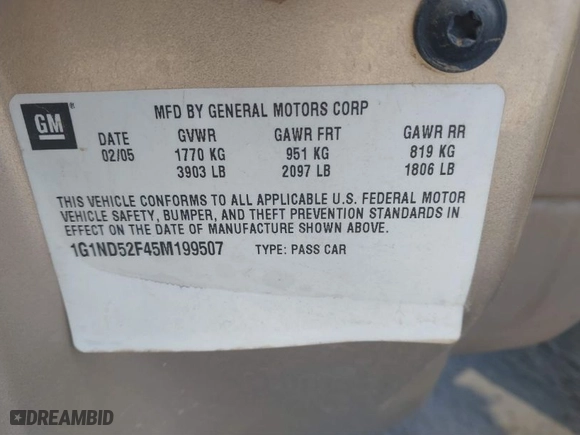 GM
®
MFD BY GENERAL MOTORS CORP
DATE GVWR GAWR FRT GAWR RR
02/05 1770 KG 951 KG 819 KG
3903 LB 2097 LB 1806 LB
THIS VEHICLE CONFORMS TO ALL APPLICABLE U.S. FEDERAL MOTOR
VEHICLE SAFETY, BUMPER, AND THEFT PREVENTION STANDARDS IN
EFFECT ON THE DATE OF MANUFACTURE SHOWN ABOVE.
1G1ND52F45M199507 TYPE: PASS CAR
DREAMBID